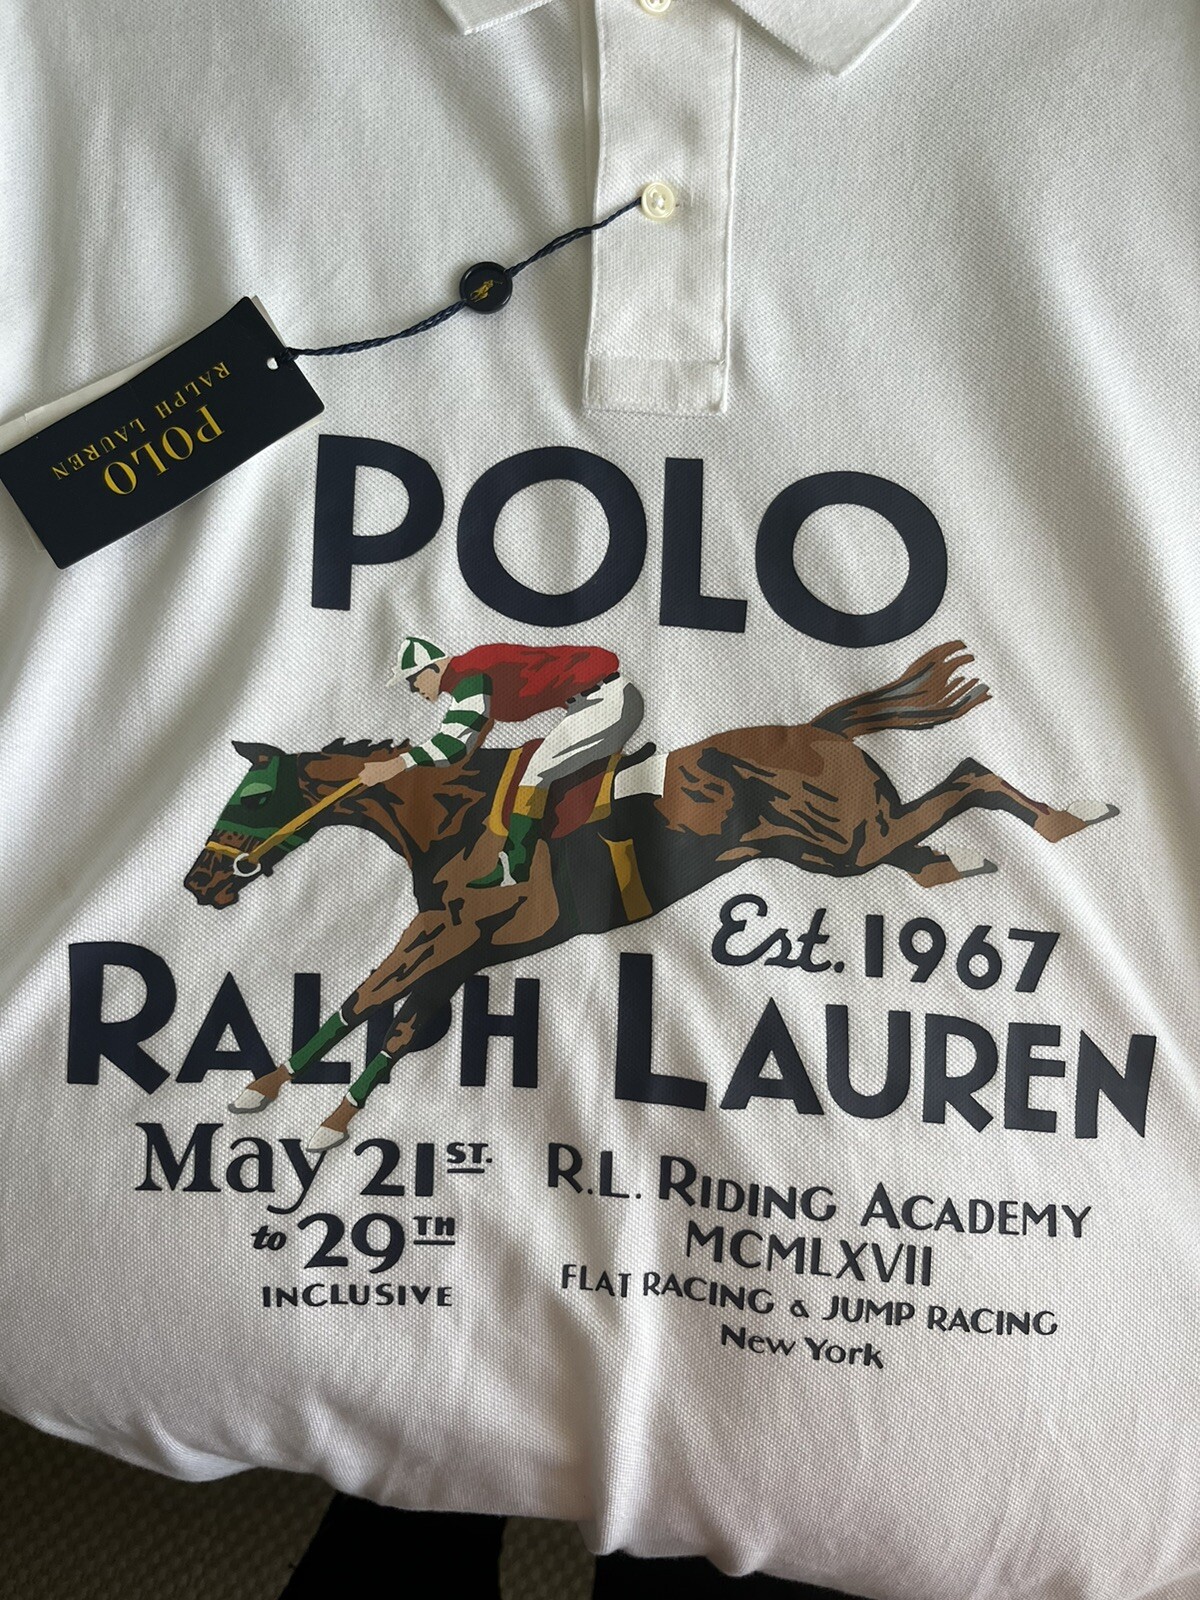 POLO
RALPH LAUREN
POLO
Est. 1967
RALPH LAUREN
May 21ST.
to 29TH
INCLUSIVE
R.L. RIDING ACADEMY
MCMLXVII
FLAT RACING & JUMP RACING
New York